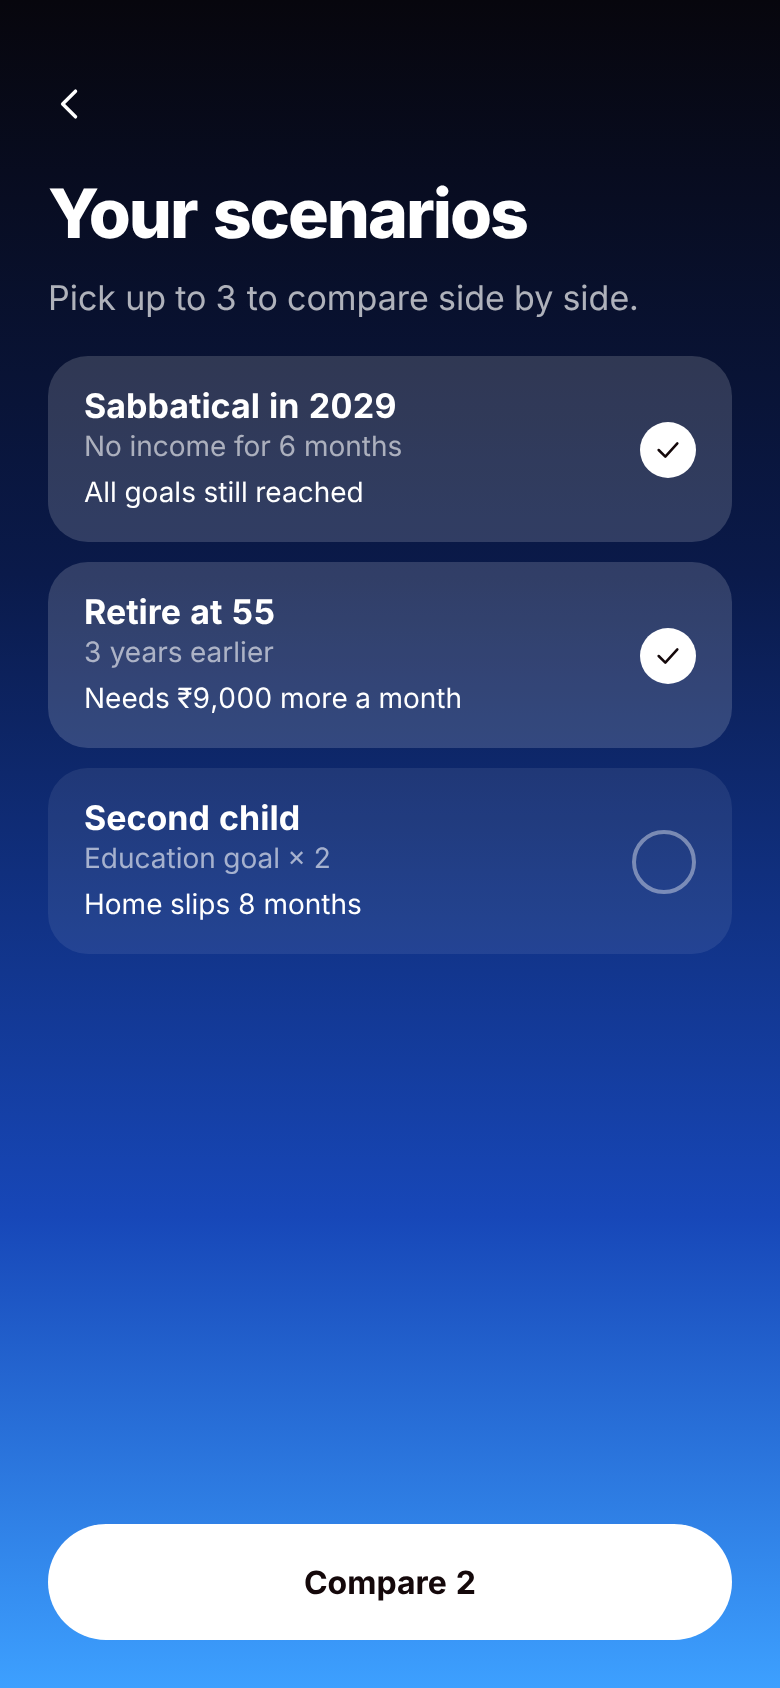 Your scenarios
Pick up to 3 to compare side by side.
Sabbatical in 2029
No income for 6 months
All goals still reached
Retire at 55
3 years earlier
Needs ₹9,000 more a month
Second child
Education goal × 2
Home slips 8 months
Compare 2